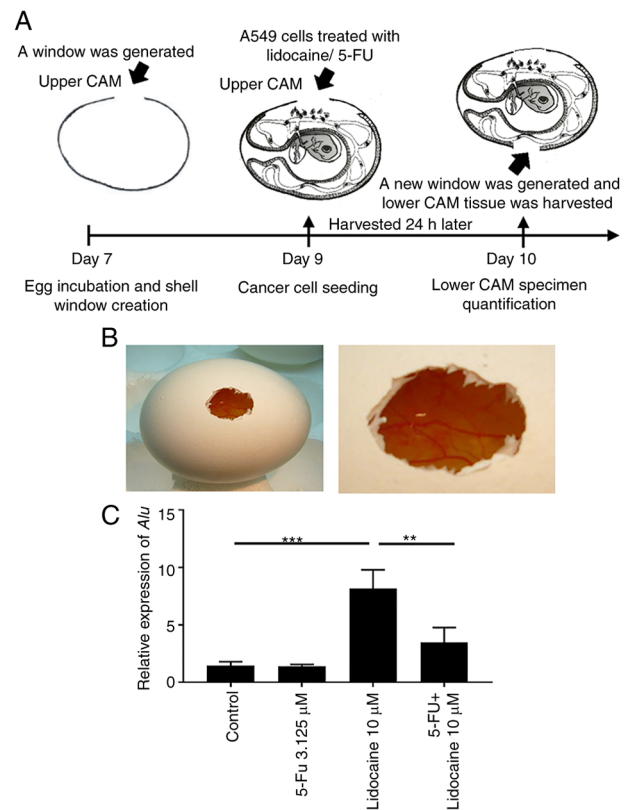 A
A window was generated
Upper CAM
A549 cells treated with
lidocaine/ 5-FU
Upper CAM
A new window was generated and
lower CAM tissue was harvested
Harvested 24 h later
Day 7
Day 9
Day 10
Egg incubation and shell
window creation
Cancer cell seeding
Lower CAM specimen
quantification
B
C
Relative expression of Alu
15
10
5
0
***
**
Control
5-Fu 3.125 µM
Lidocaine 10 µM
5-FU+
Lidocaine 10 µM